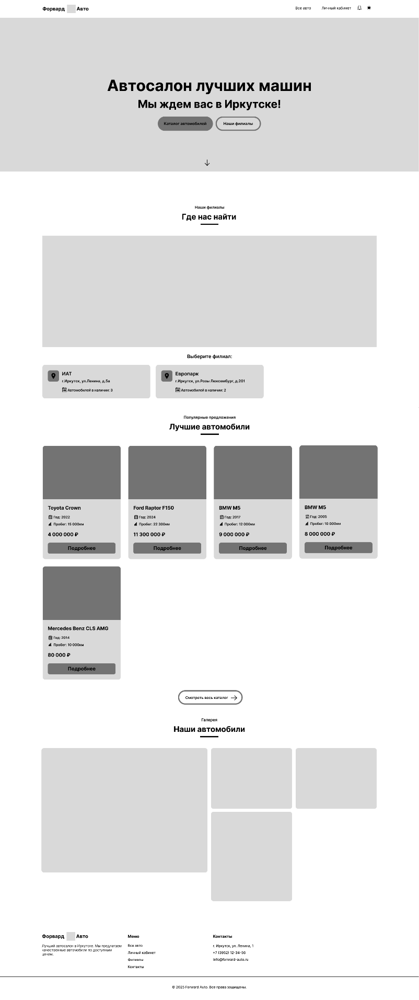 Форвард Авто
Все авто
Личный кабинет
Автосалон лучших машин
Мы ждем вас в Иркутске!
Каталог автомобилей
Наши филиалы
Наши филиалы
Где нас найти
Выберите филиал:
ИАТ
г.Иркутск, ул.Ленина, д.5а
Автомобилей в наличии: 3
Европарк
г.Иркутск, ул.Розы Люксембург, д.201
Автомобилей в наличии: 2
Популярные предложения
Лучшие автомобили
Toyota Crown
Год: 2022
Пробег: 15 000км
4 000 000 ₽
Подробнее
Ford Raptor F150
Год: 2024
Пробег: 22 300км
11 300 000 ₽
Подробнее
BMW M5
Год: 2017
Пробег: 12 000км
9 000 000 ₽
Подробнее
BMW M5
Год: 2005
Пробег: 10 000км
8 000 000 ₽
Подробнее
Mercedes Benz CLS AMG
Год: 2014
Пробег: 10 000км
80 000 ₽
Подробнее
Смотреть весь каталог
Галерея
Наши автомобили
Форвард Авто
Лучший автосалон в Иркутске. Мы предлагаем
качественные автомобили по доступным
ценам.
Меню
Все авто
Личный кабинет
Филиалы
Контакты
Контакты
г. Иркутск, ул. Ленина, 1
+7 (3952) 12-34-56
info@forward-auto.ru
© 2025 Forward Auto. Все права защищены.